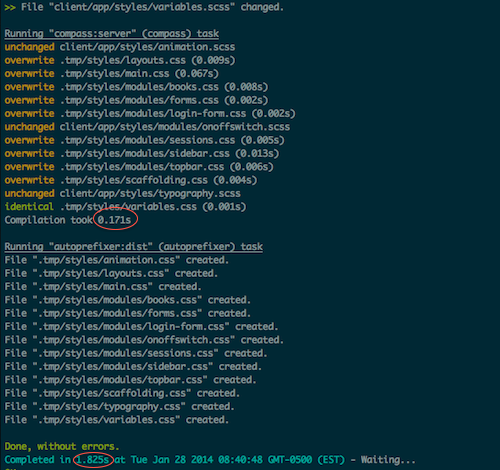 >> File "client/app/styles/variables.scss" changed.
Running "compass:server" (compass) task
unchanged client/app/styles/animation.scss
overwrite .tmp/styles/layouts.css (0.009s)
overwrite .tmp/styles/main.css (0.067s)
overwrite .tmp/styles/modules/books.css (0.008s)
overwrite .tmp/styles/modules/forms.css (0.002s)
overwrite .tmp/styles/modules/login-form.css (0.002s)
unchanged client/app/styles/modules/onoffswitch.scss
overwrite .tmp/styles/modules/sessions.css (0.005s)
overwrite .tmp/styles/modules/sidebar.css (0.013s)
overwrite .tmp/styles/modules/topbar.css (0.006s)
overwrite .tmp/styles/scaffolding.css (0.004s)
unchanged client/app/styles/typography.scss
identical .tmp/styles/variables.css (0.001s)
Compilation took 0.171s
Running "autoprefixer:dist" (autoprefixer) task
File ".tmp/styles/animation.css" created.
File ".tmp/styles/layouts.css" created.
File ".tmp/styles/main.css" created.
File ".tmp/styles/modules/books.css" created.
File ".tmp/styles/modules/forms.css" created.
File ".tmp/styles/modules/login-form.css" created.
File ".tmp/styles/modules/onoffswitch.css" created.
File ".tmp/styles/modules/sessions.css" created.
File ".tmp/styles/modules/sidebar.css" created.
File ".tmp/styles/modules/topbar.css" created.
File ".tmp/styles/scaffolding.css" created.
File ".tmp/styles/typography.css" created.
File ".tmp/styles/variables.css" created.
Done, without errors.
Completed in 1.825s at Tue Jan 28 2014 08:40:48 GMT-0500 (EST) - Waiting...